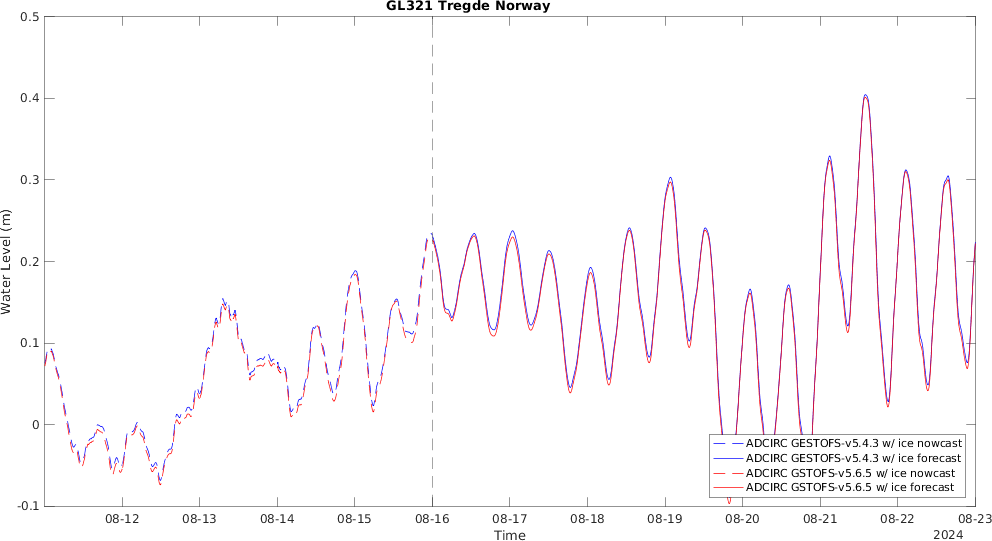 GL321 Tregde Norway
0.5
0.4
0.3
0.2
0.1
0
-0.1
Water Level (m)
08-12 08-13 08-14 08-15 08-16 08-17 08-18 08-19 08-20 08-21 08-22 08-23
Time
2024
ADCIRC GESTOFS-v5.4.3 w/ ice nowcast
ADCIRC GESTOFS-v5.4.3 w/ ice forecast
ADCIRC GSTOFS-v5.6.5 w/ ice nowcast
ADCIRC GSTOFS-v5.6.5 w/ ice forecast